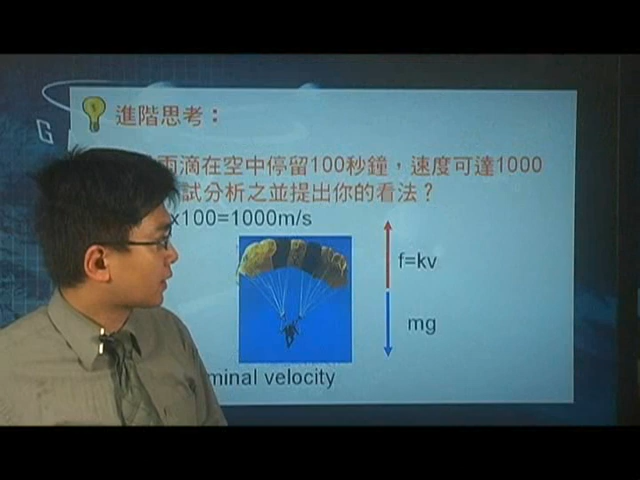 進階思考：
G
雨滴在空中停留100秒鐘，速度可達1000
試分析之並提出你的看法？
x100=1000m/s
f=kv
mg
minal velocity